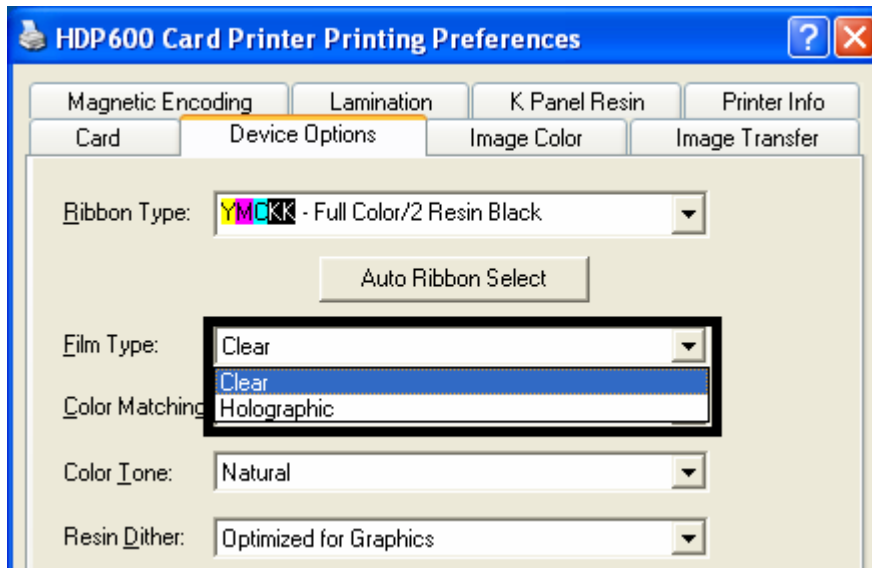 HDP600 Card Printer Printing Preferences
Magnetic Encoding Lamination K Panel Resin Printer Info
Card Device Options Image Color Image Transfer
Ribbon Type: YMCKK - Full Color/2 Resin Black
Auto Ribbon Select
Film Type: Clear
Clear
Color Matching Holographic
Color Tone: Natural
Resin Dither: Optimized for Graphics